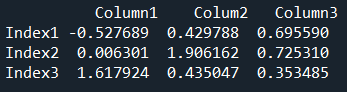 Column1 Colum2 Column3
Index1 -0.527689 0.429788 0.695590
Index2 0.006301 1.906162 0.725310
Index3 1.617924 0.435047 0.353485